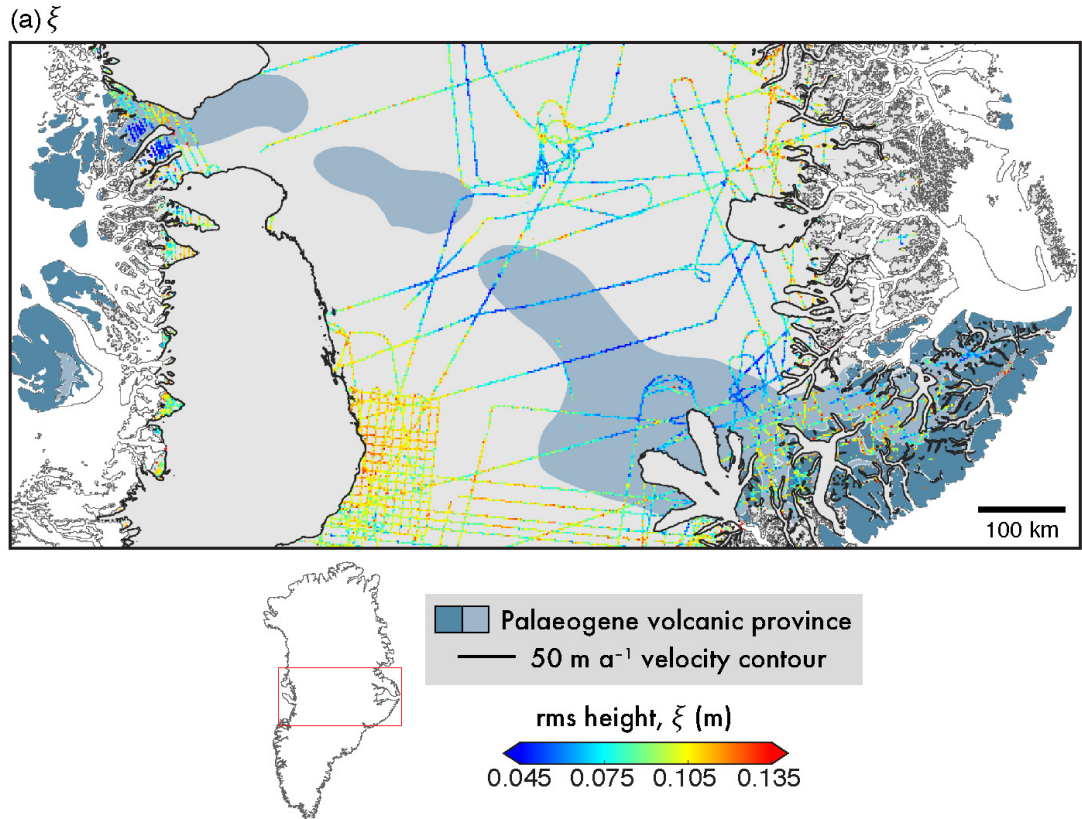 (a) ξ
100 km
Palaeogene volcanic province
50 m a⁻¹ velocity contour
rms height, ξ (m)
0.045 0.075 0.105 0.135